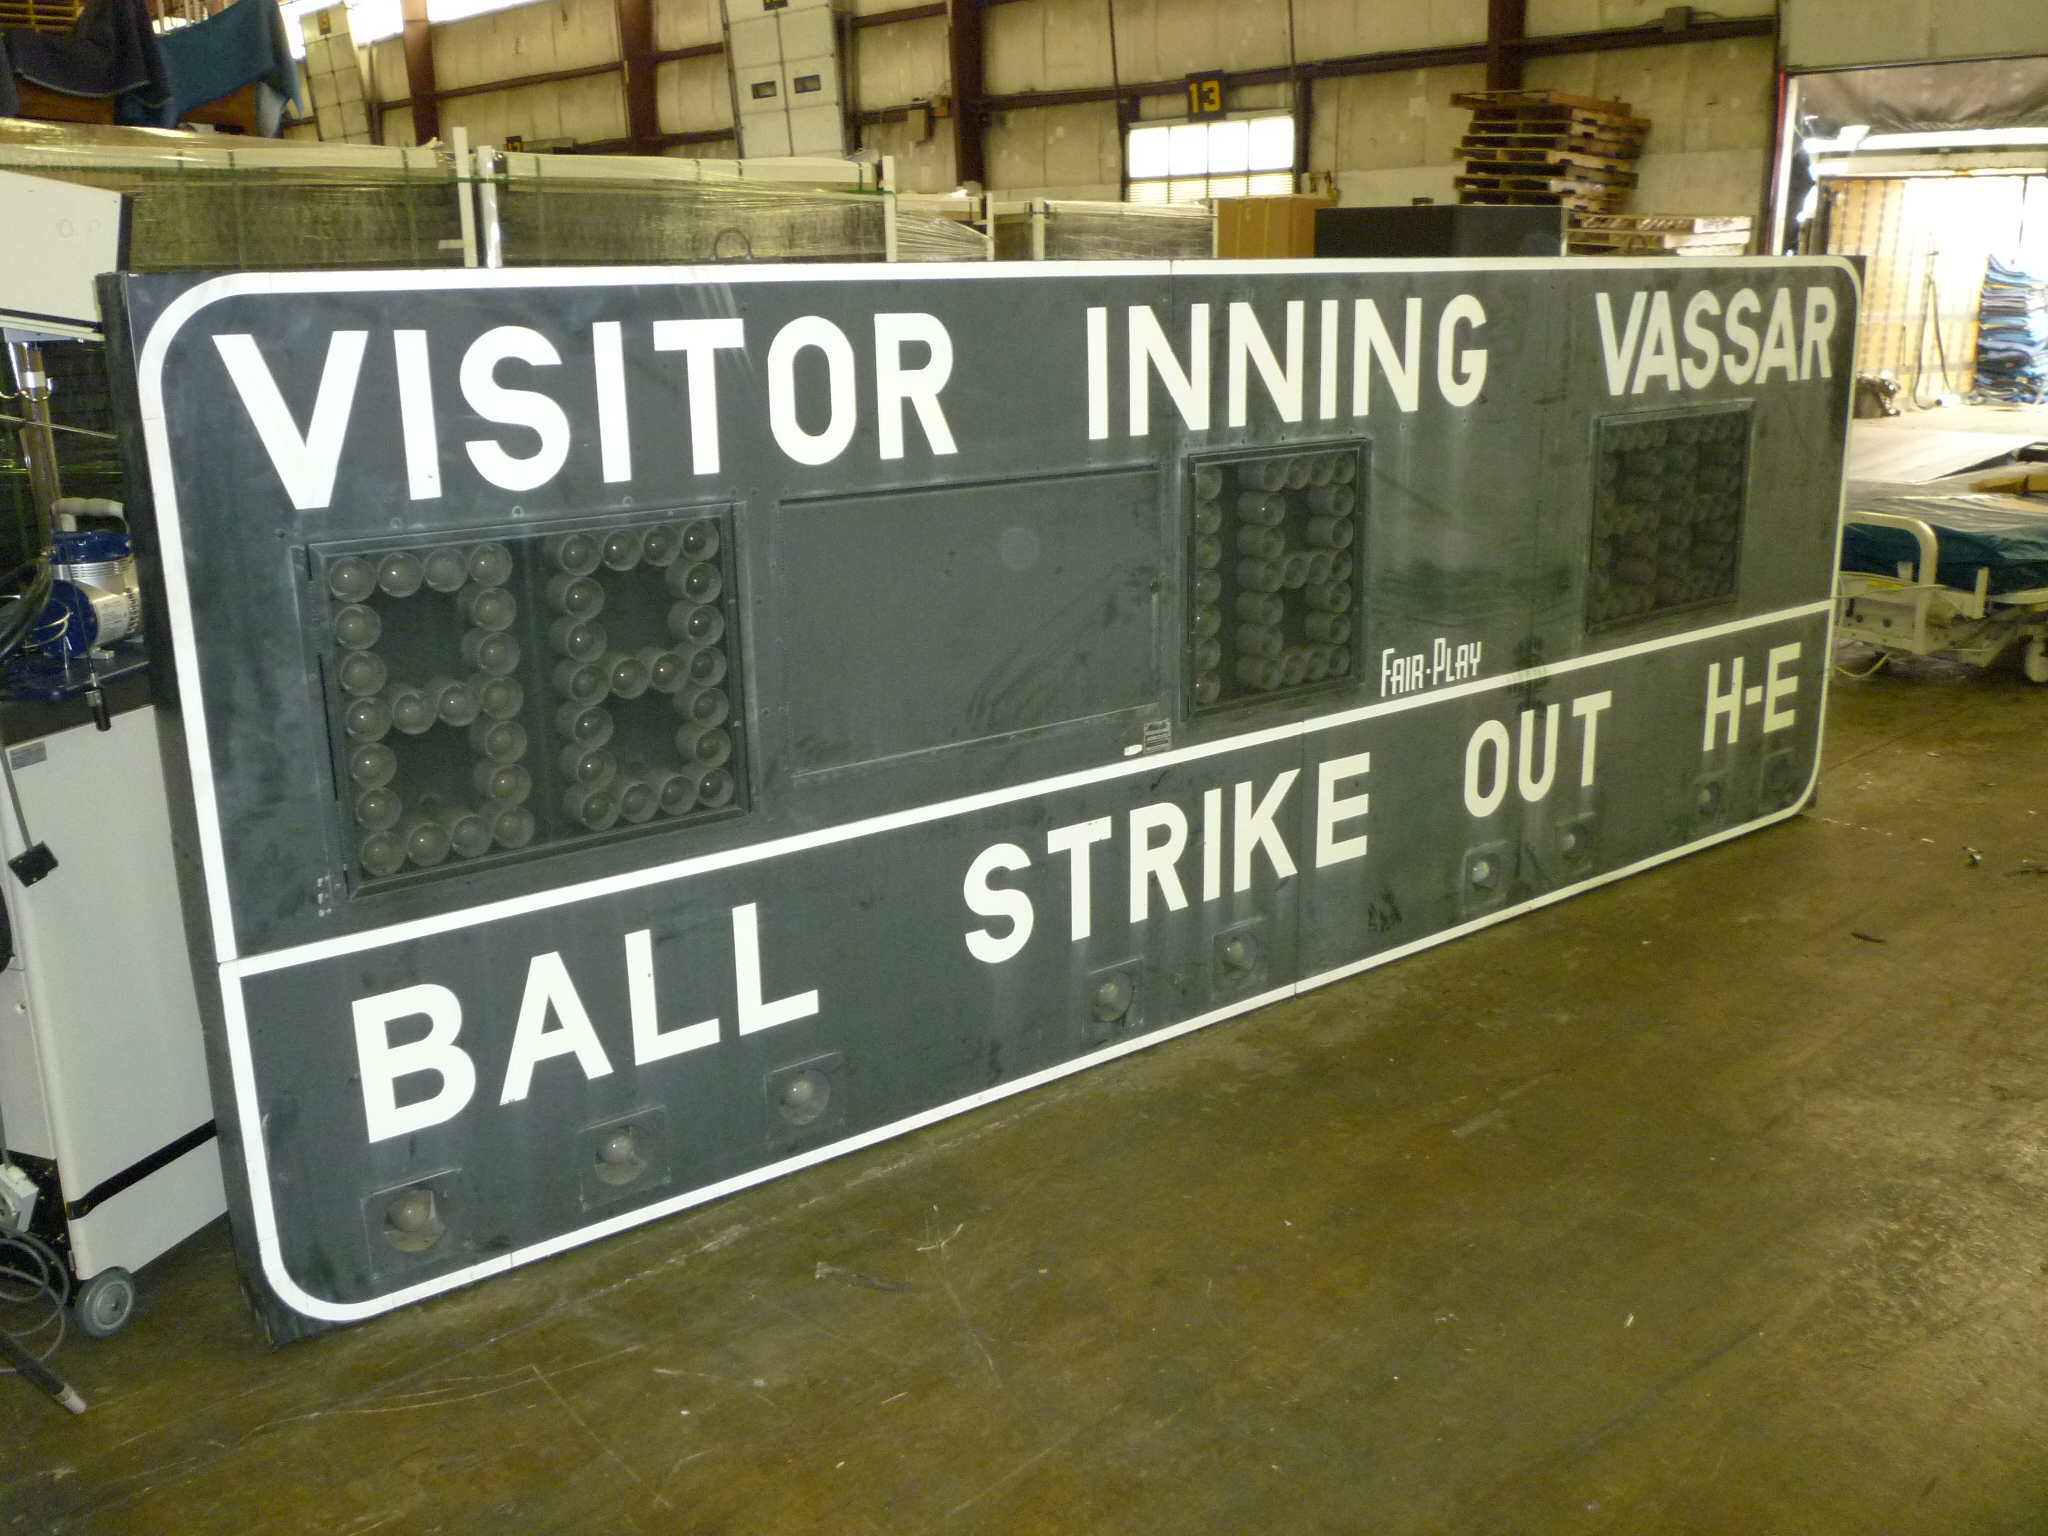 13
VISITOR INNING VASSAR
FAIR-PLAY
BALL STRIKE OUT H-E